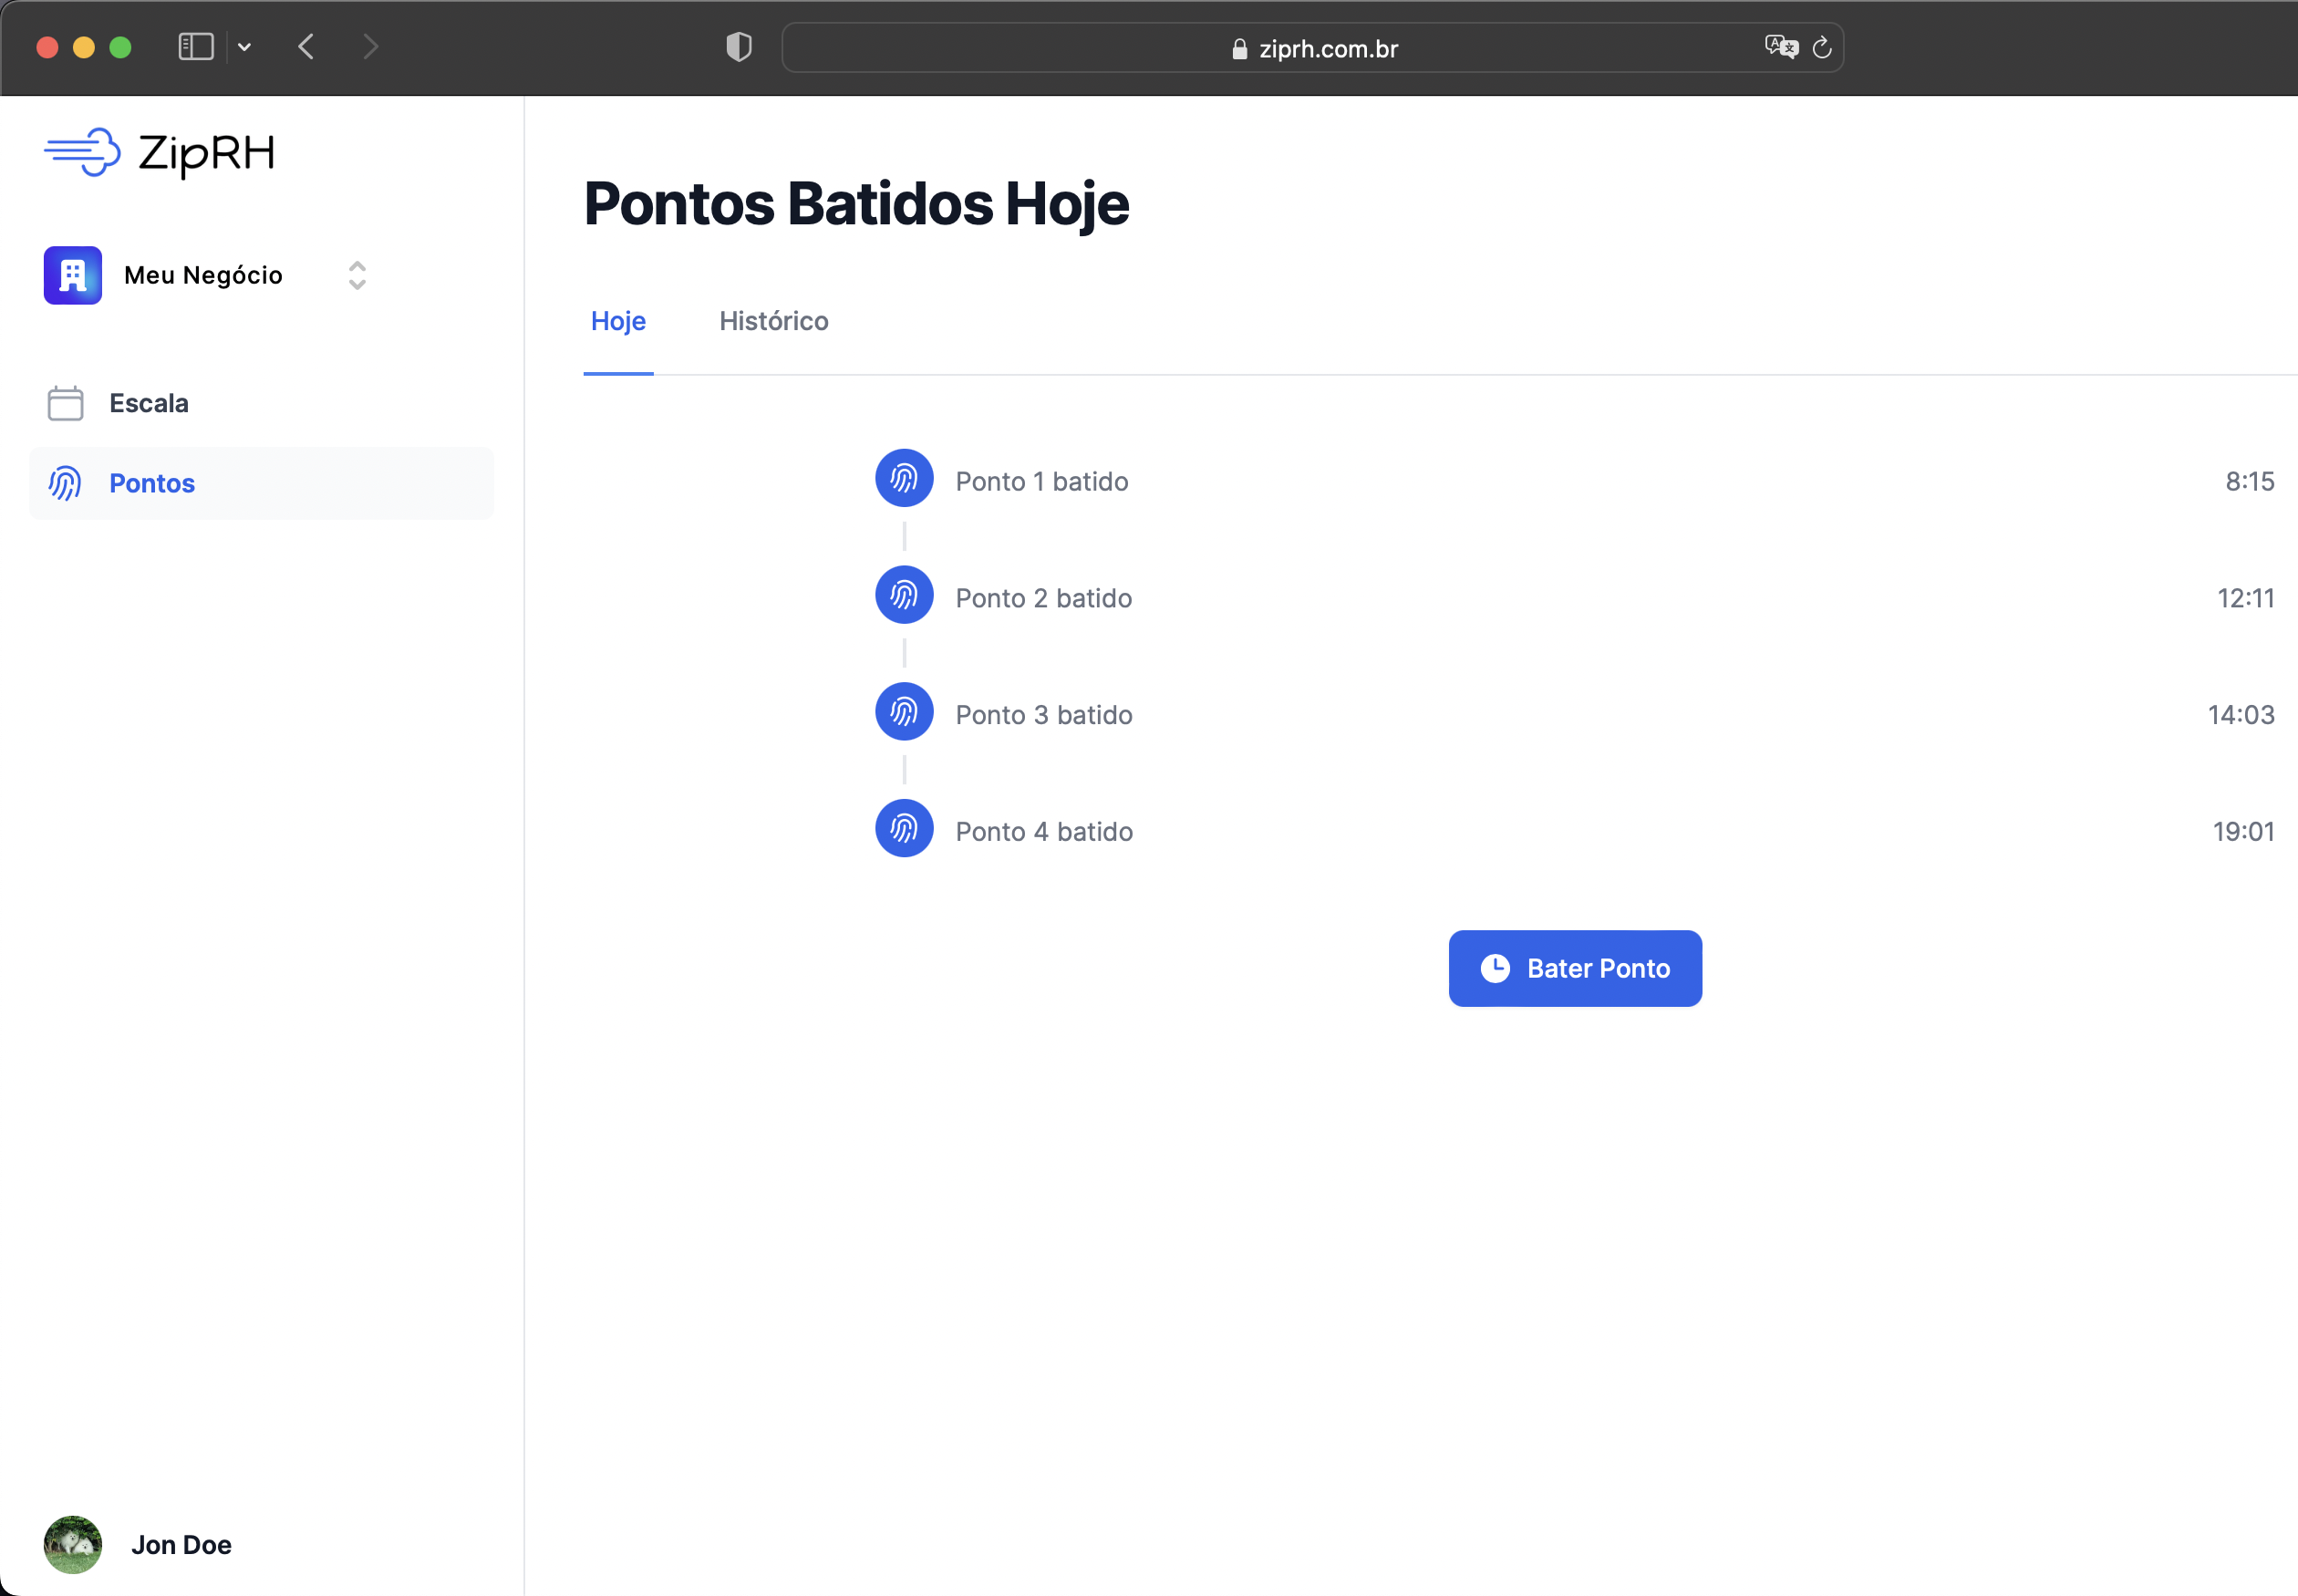 ziprh.com.br
ZipRH
Meu Negócio
Escala
Pontos
Jon Doe
Pontos Batidos Hoje
Hoje Histórico
Ponto 1 batido 8:15
Ponto 2 batido 12:11
Ponto 3 batido 14:03
Ponto 4 batido 19:01
Bater Ponto